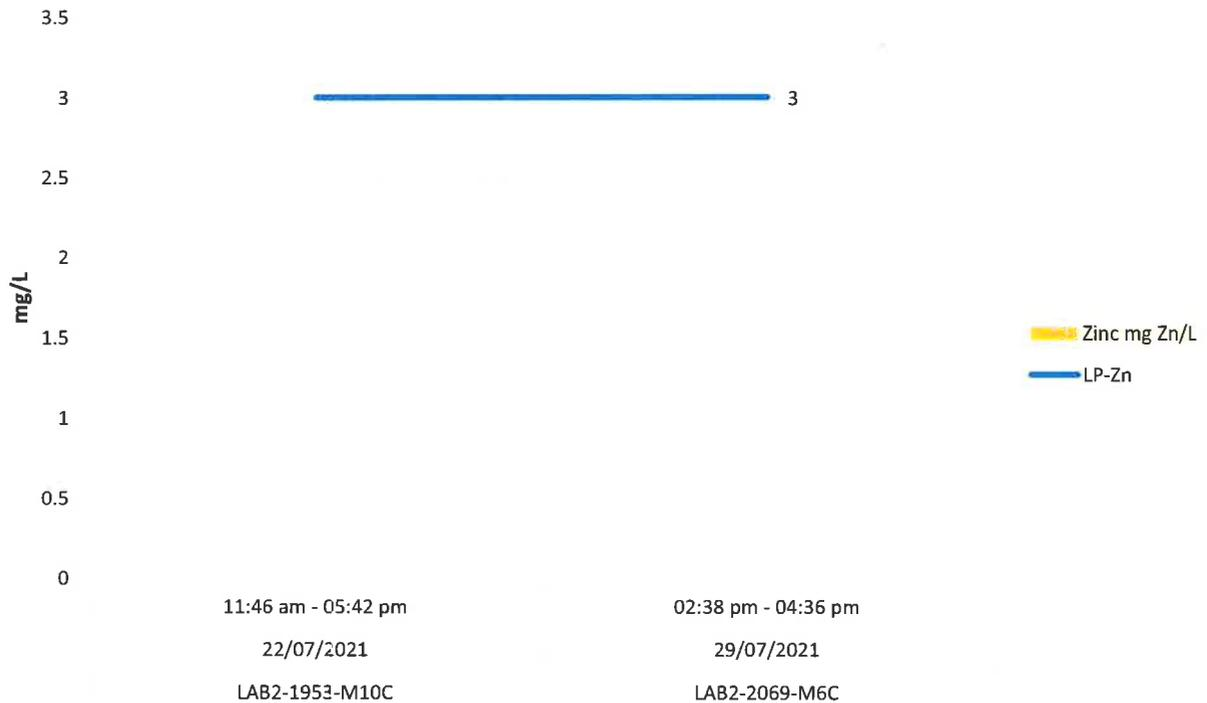 3.5
3
3
2.5
2
mg/L
1.5
1
0.5
0
Zinc mg Zn/L
LP-Zn
11:46 am - 05:42 pm
02:38 pm - 04:36 pm
22/07/2021
29/07/2021
LAB2-1953-M10C
LAB2-2069-M6C